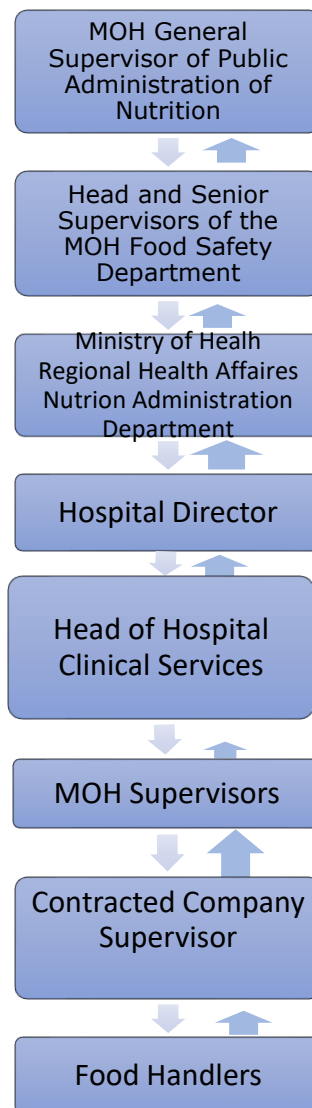 MOH General
Supervisor of Public
Administration of
Nutrition
Head and Senior
Supervisors of the
MOH Food Safety
Department
Ministry of Healh
Regional Health Affaires
Nutrion Administration
Department
Hospital Director
Head of Hospital
Clinical Services
MOH Supervisors
Contracted Company
Supervisor
Food Handlers